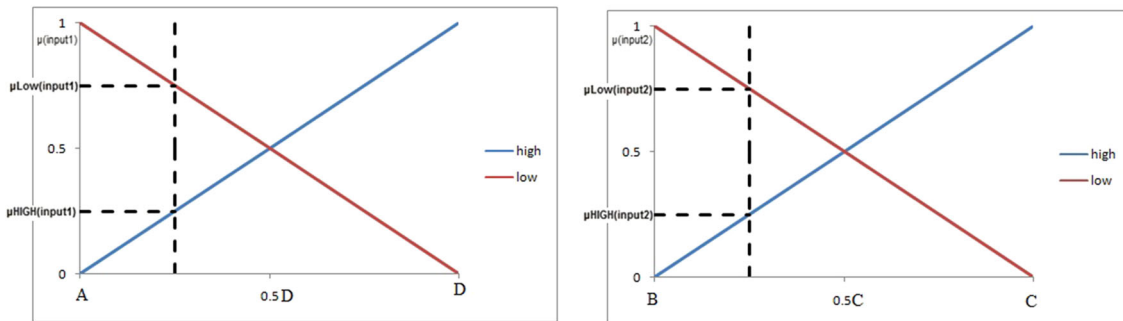 1
μ(input1)
μLow(input1)
0.5
μHIGH(input1)
0
A
0.5D
D
high
low
1
μ(input2)
μLow(input2)
0.5
μHIGH(input2)
0
B
0.5C
C
high
low